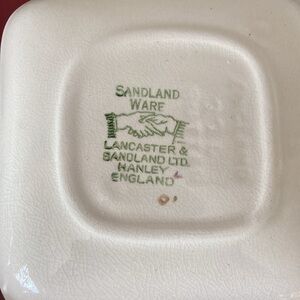 SANDLAND
WARE
LANCASTER &
SANDLAND LTD.
HANLEY
ENGLAND